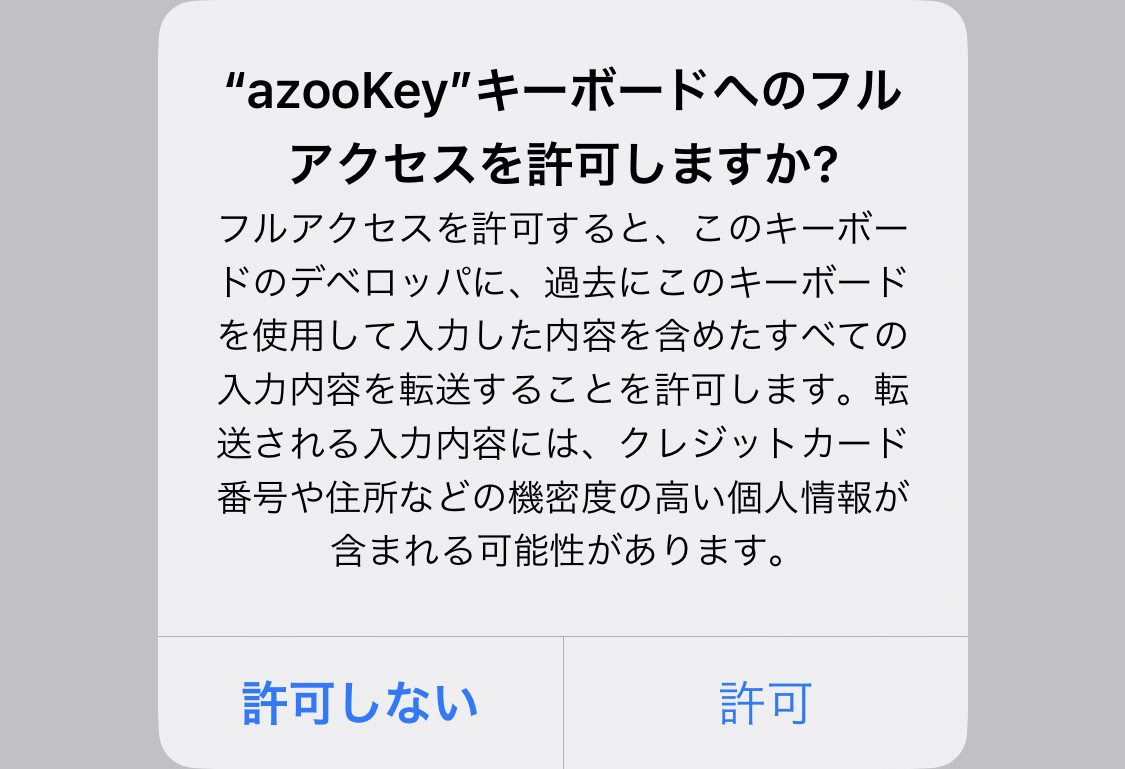 “azooKey”キーボードへのフル
アクセスを許可しますか?
フルアクセスを許可すると、このキーボー
ドのデベロッパに、過去にこのキーボード
を使用して入力した内容を含めたすべての
入力内容を転送することを許可します。転
送される入力内容には、クレジットカード
番号や住所などの機密度の高い個人情報が
含まれる可能性があります。
許可しない
許可